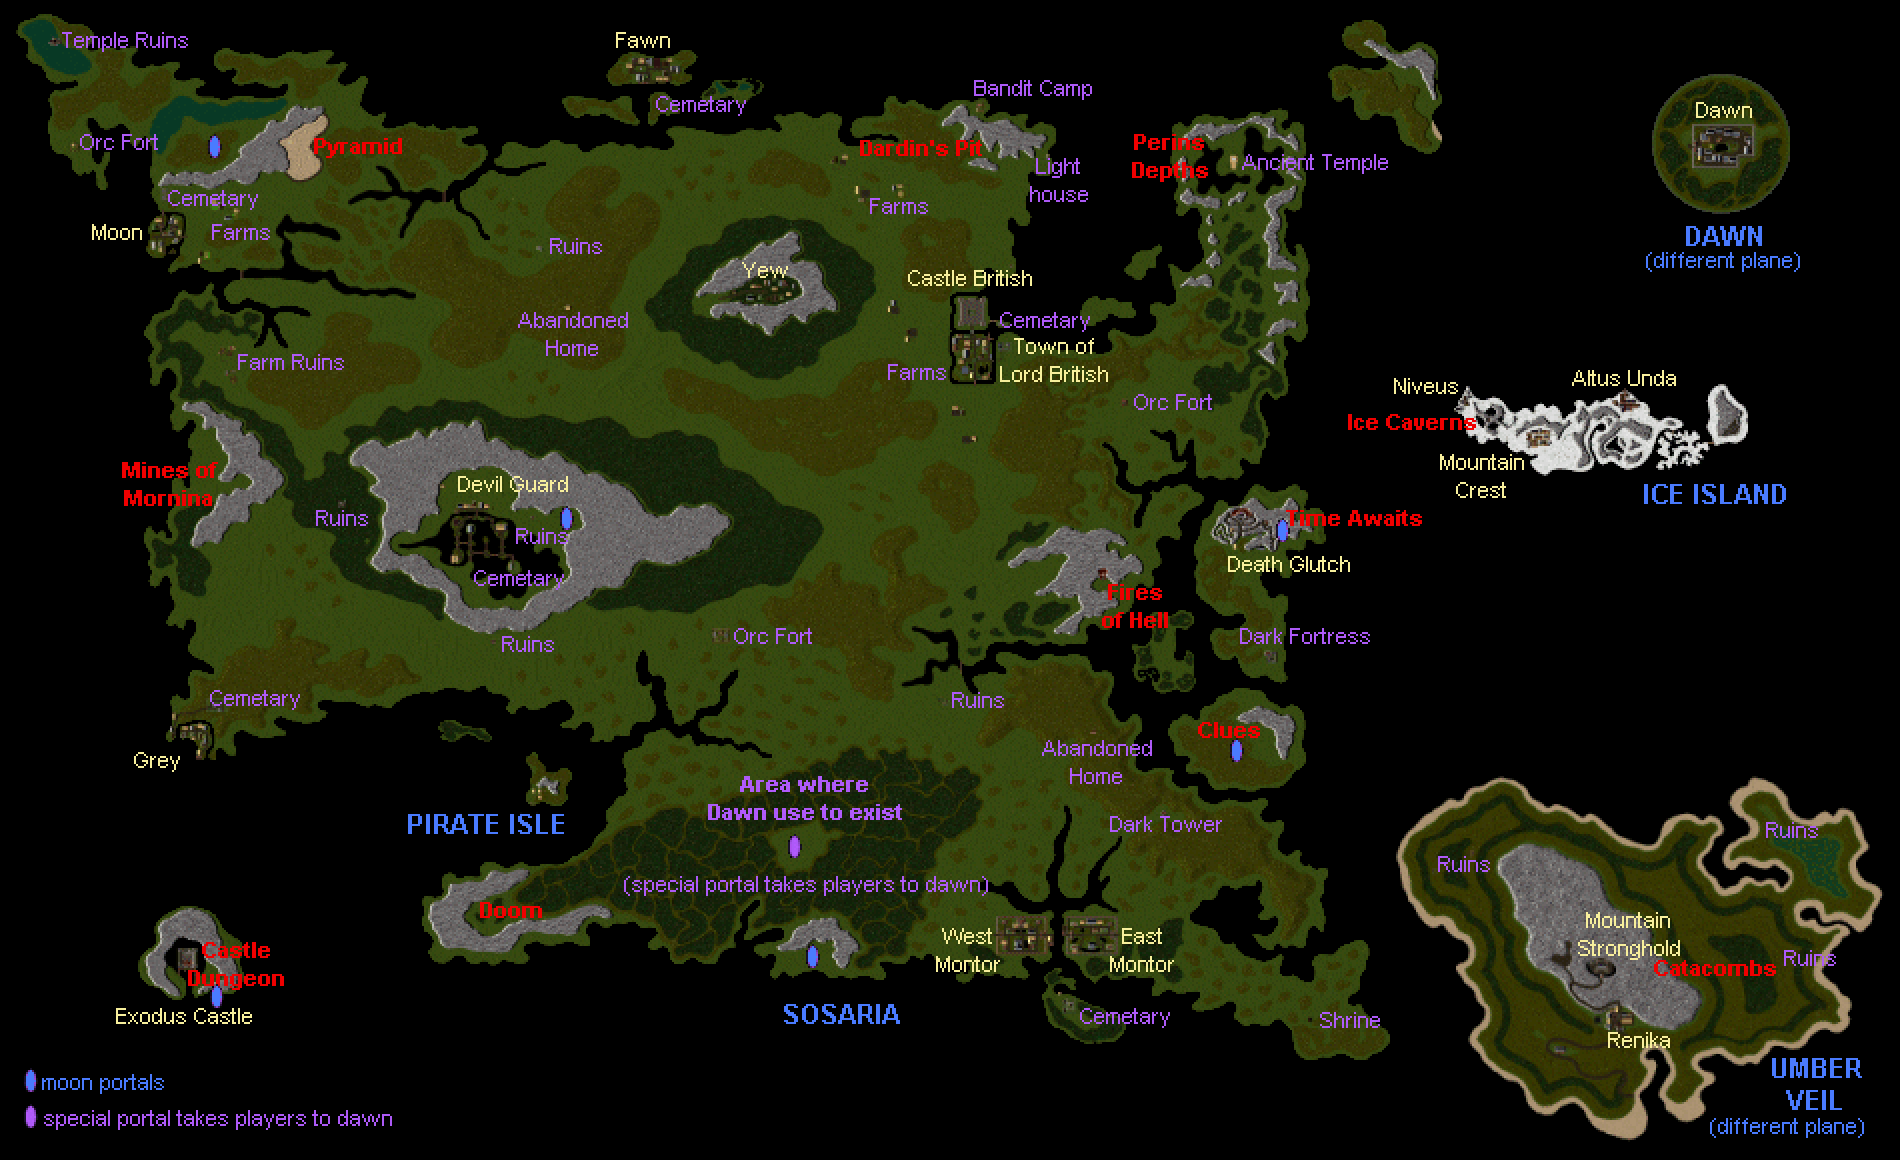 Temple Ruins
Fawn
Bandit Camp
Cemetary
Dawn
Orc Fort
Pyramid
Dardin's Pit
Perins
Depths
Ancient Temple
Light
house
Cemetary
Farms
Moon
Farms
Ruins
DAWN
(different plane)
Yew
Castle British
Abandoned
Home
Cemetary
Town of
Lord British
Farm Ruins
Farms
Orc Fort
Niveus
Altus Unda
Ice Caverns
Mountain
Crest
ICE ISLAND
Mines of
Mornina
Devil Guard
Ruins
Ruins
Cemetary
Time Awaits
Death Glutch
Fires
of Hell
Ruins
Orc Fort
Dark Fortress
Cemetary
Ruins
Grey
Clues
Abandoned
Home
Area where
Dawn use to exist
PIRATE ISLE
Dark Tower
Ruins
Ruins
(special portal takes players to dawn)
Doom
West
Montor
East
Montor
Mountain
Stronghold
Catacombs
Ruins
Castle
Dungeon
Exodus Castle
SOSARIA
Cemetary
Shrine
Renika
UMBER
VEIL
(different plane)
moon portals
special portal takes players to dawn